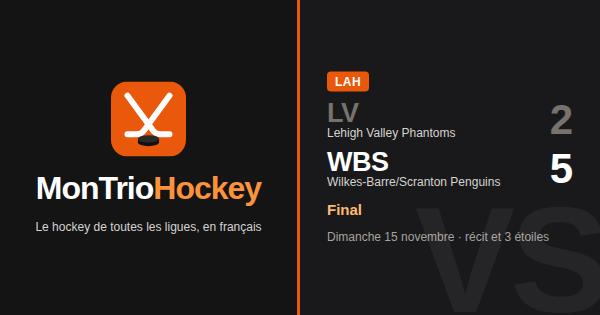 MonTrioHockey
Le hockey de toutes les ligues, en français
LAH
LV 2
Lehigh Valley Phantoms
WBS 5
Wilkes-Barre/Scranton Penguins
Final
Dimanche 15 novembre · récit et 3 étoiles
VS